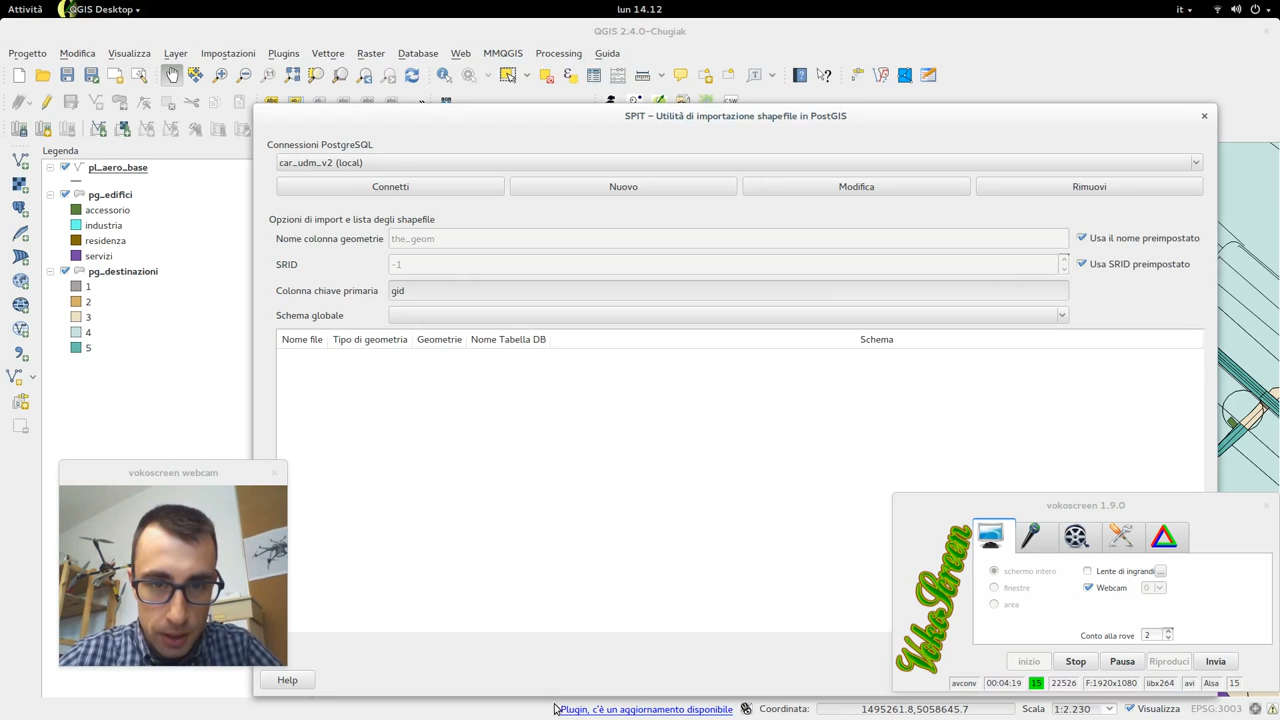 Attività QGIS Desktop lun 14.12 it
QGIS 2.4.0-Chugiak
Progetto Modifica Visualizza Layer Impostazioni Plugins Vettore Raster Database Web MMQGIS Processing Guida
SPIT – Utilità di importazione shapefile in PostGIS
Legenda
pl_aero_base
pg_edifici
accessorio
industria
residenza
servizi
pg_destinazioni
1
2
3
4
5
Connessioni PostgreSQL
car_udm_v2 (local)
Connetti Nuovo Modifica Rimuovi
Opzioni di import e lista degli shapefile
Nome colonna geometrie the_geom Usa il nome preimpostato
SRID -1 Usa SRID preimpostato
Colonna chiave primaria gid
Schema globale
Nome file Tipo di geometria Geometrie Nome Tabella DB Schema
vokoscreen webcam
Help
vokoscreen 1.9.0
VokoScreen
schermo intero Lente di ingrandi ...
finestre Webcam 0
area
Conto alla rove 2
inizio Stop Pausa Riproduci Invia
avconv 00:04:19 15 22526 F:1920x1080 libx264 avi Alsa 15
Plugin, c'è un aggiornamento disponibile Coordinata: 1495261.8,5058645.7 Scala 1:2.230 Visualizza EPSG:3003